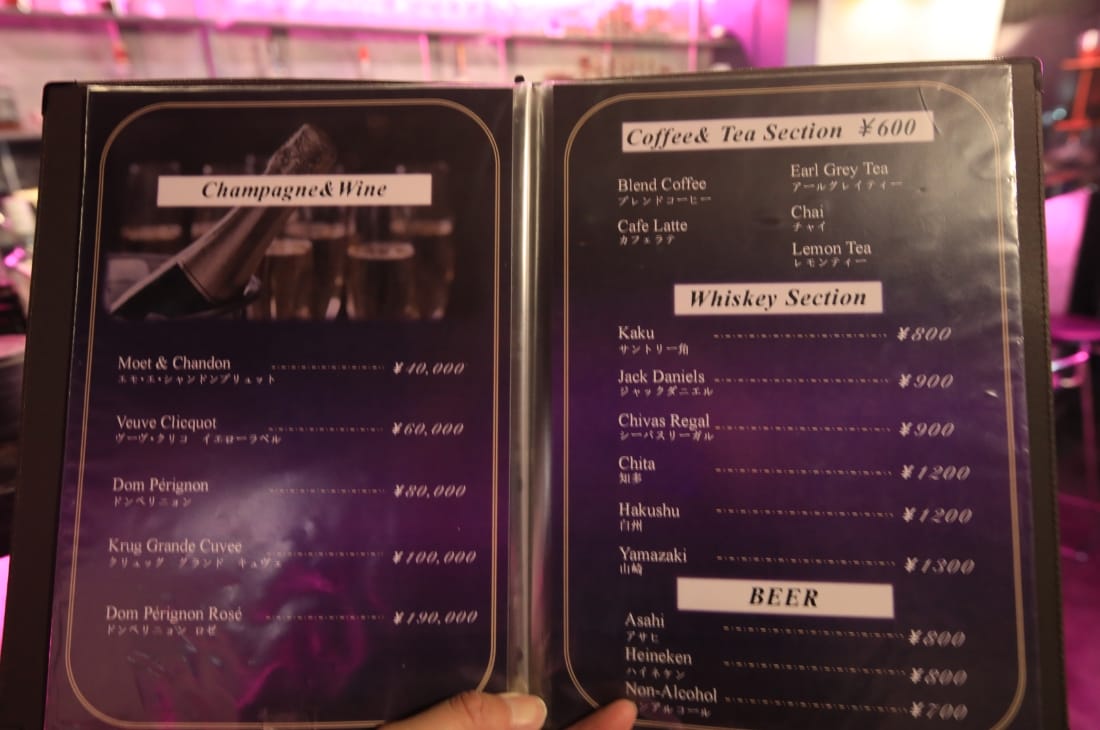 Champagne&Wine
Moet & Chandon ¥40,000
エモ・エ・シャンドンブリュット
Veuve Clicquot ¥60,000
ヴーヴ・クリコ イエローラベル
Dom Pérignon ¥80,000
ドンペリニョン
Krug Grande Cuvee ¥100,000
クリュッグ グランド キュヴェ
Dom Pérignon Rosé ¥190,000
ドンペリニョン ロゼ
Coffee& Tea Section ¥600
Blend Coffee
ブレンドコーヒー
Cafe Latte
カフェラテ
Earl Grey Tea
アールグレイティー
Chai
チャイ
Lemon Tea
レモンティー
Whiskey Section
Kaku ¥800
サントリー角
Jack Daniels ¥900
ジャックダニエル
Chivas Regal ¥900
シーバスリーガル
Chita ¥1200
知多
Hakushu ¥1200
白州
Yamazaki ¥1300
山崎
BEER
Asahi ¥800
アサヒ
Heineken ¥800
ハイネケン
Non-Alcohol ¥700
ンアルコール